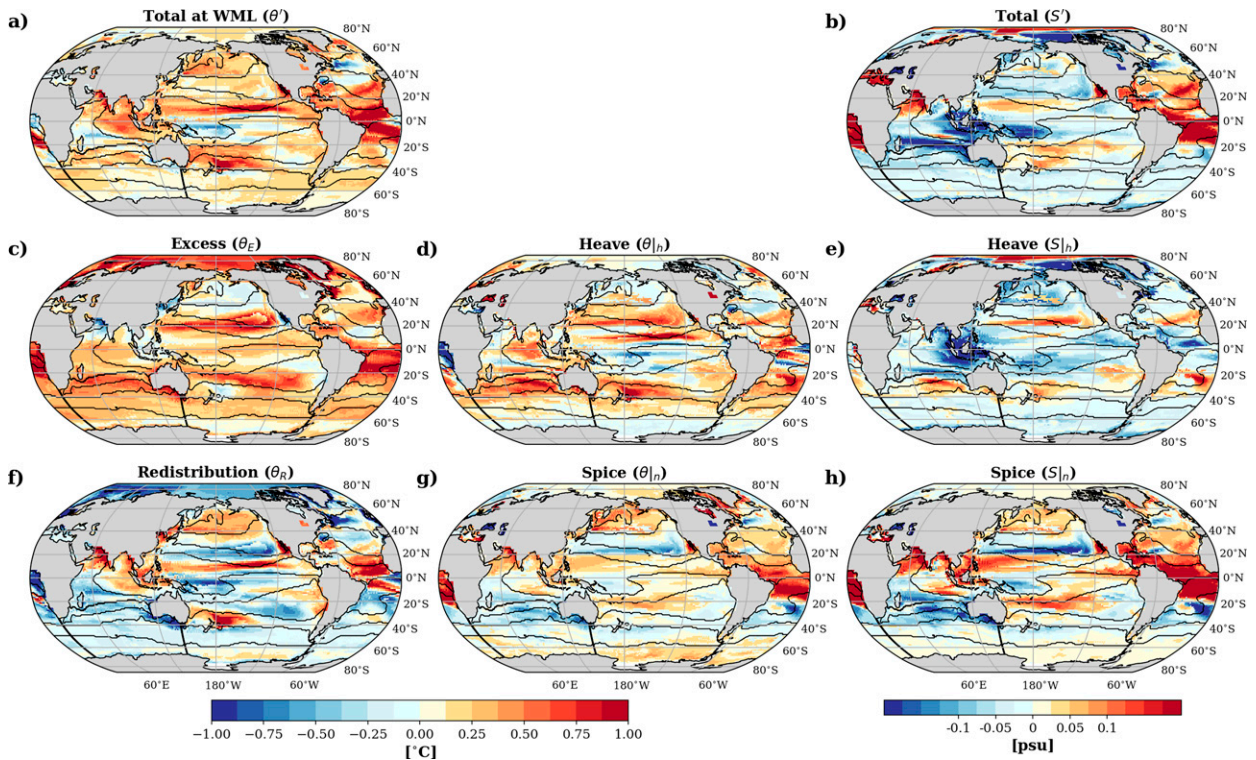 a) Total at WML (θ′)
80°N
60°N
40°N
20°N
0°N
20°S
40°S
60°S
80°S
b) Total (S′)
80°N
60°N
40°N
20°N
0°N
20°S
40°S
60°S
80°S
c) Excess (θ_E)
80°N
60°N
40°N
20°N
0°N
20°S
40°S
60°S
80°S
d) Heave (θ|_h)
80°N
60°N
40°N
20°N
0°N
20°S
40°S
60°S
80°S
e) Heave (S|_h)
80°N
60°N
40°N
20°N
0°N
20°S
40°S
60°S
80°S
f) Redistribution (θ_R)
80°N
60°N
40°N
20°N
0°N
20°S
40°S
60°S
80°S
60°E 180°W 60°W
g) Spice (θ|_n)
80°N
60°N
40°N
20°N
0°N
20°S
40°S
60°S
80°S
60°E 180°W 60°W
h) Spice (S|_n)
80°N
60°N
40°N
20°N
0°N
20°S
40°S
60°S
80°S
60°E 180°W 60°W
−1.00 −0.75 −0.50 −0.25 0.00 0.25 0.50 0.75 1.00
[°C]
-0.1 -0.05 0 0.05 0.1
[psu]